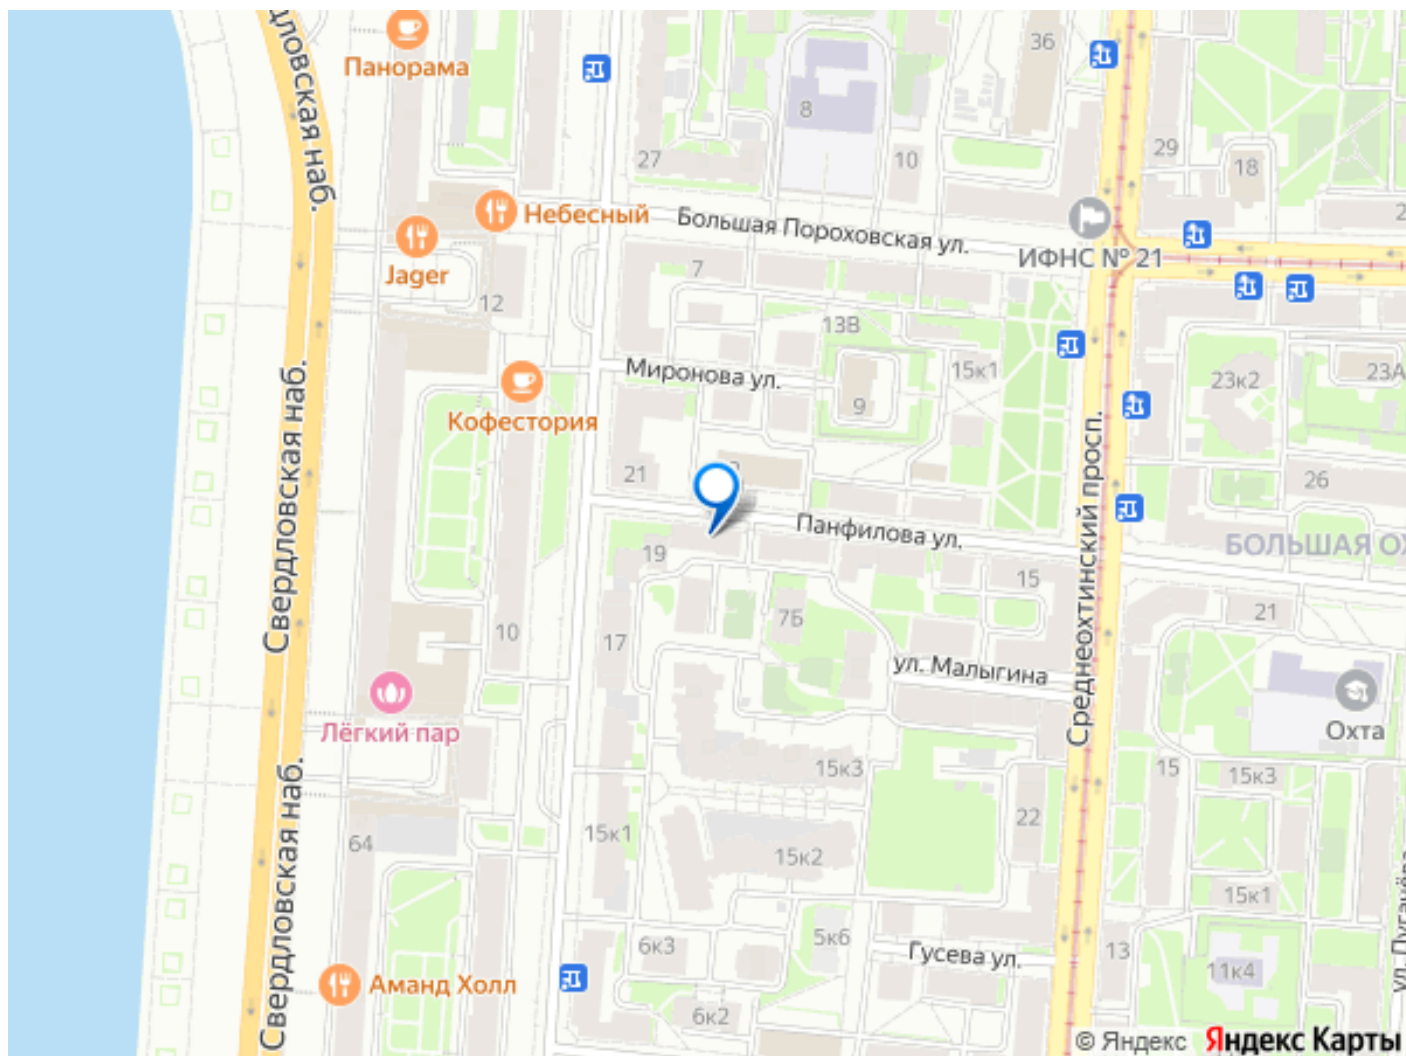 Свердловская наб.
Панорама
36
8
27
10
29
18
Небесный
Большая Пороховская ул.
ИФНС № 21
Jager
7
12
13В
Миронова ул.
15к1
9
23к2
23А
Кофестория
Свердловская наб.
Среднеохтинский просп.
21
26
Панфилова ул.
БОЛЬШАЯ ОХ
19
15
7Б
21
10
17
ул. Малыгина
Лёгкий пар
Охта
15к3
15
15к3
Свердловская наб.
64
15к1
22
15к2
15к1
6к3
5к6
Гусева ул.
13
11к4
Аманд Холл
6к2
© Яндекс Яндекс Карты